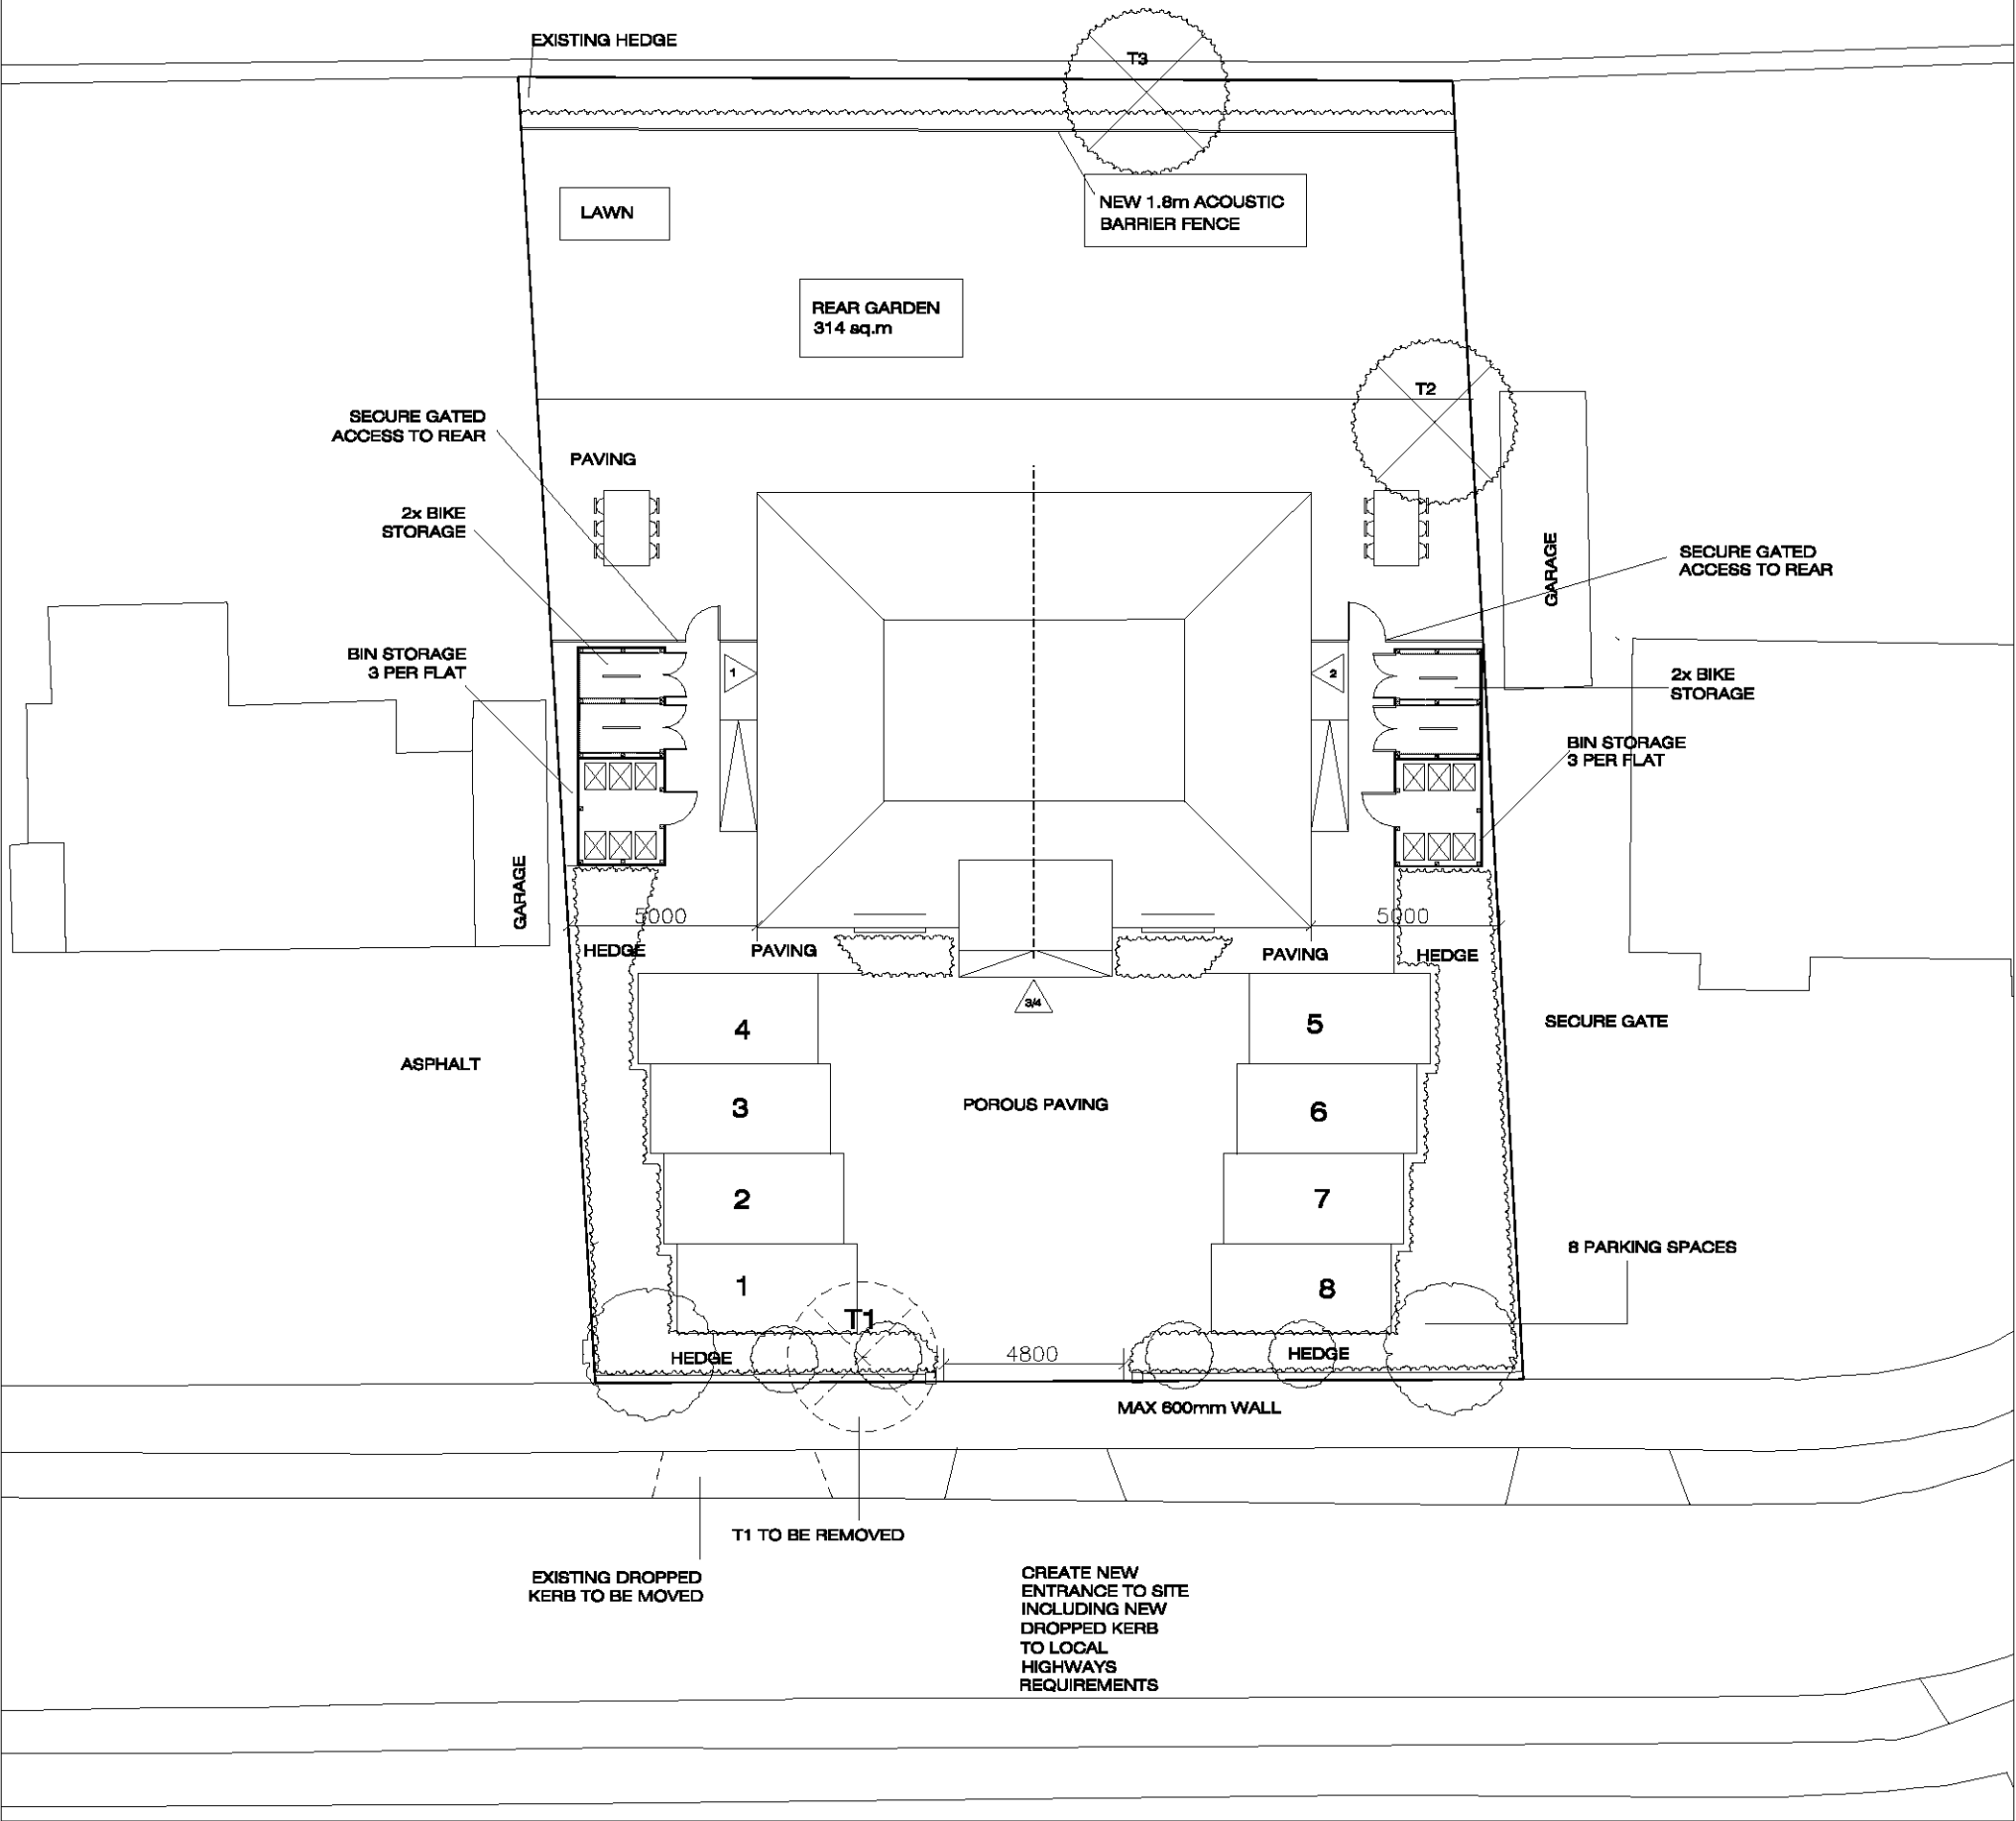 EXISTING HEDGE
T3
LAWN
NEW 1.8m ACOUSTIC
BARRIER FENCE
REAR GARDEN
314 sq.m
T2
SECURE GATED
ACCESS TO REAR
PAVING
2x BIKE
STORAGE
GARAGE
SECURE GATED
ACCESS TO REAR
BIN STORAGE
3 PER FLAT
1
2
2x BIKE
STORAGE
BIN STORAGE
3 PER FLAT
GARAGE
5000
5000
HEDGE
PAVING
PAVING
HEDGE
3/4
4
5
SECURE GATE
ASPHALT
3
POROUS PAVING
6
2
7
8 PARKING SPACES
1
8
T1
HEDGE
4800
HEDGE
MAX 600mm WALL
T1 TO BE REMOVED
EXISTING DROPPED
KERB TO BE MOVED
CREATE NEW
ENTRANCE TO SITE
INCLUDING NEW
DROPPED KERB
TO LOCAL
HIGHWAYS
REQUIREMENTS